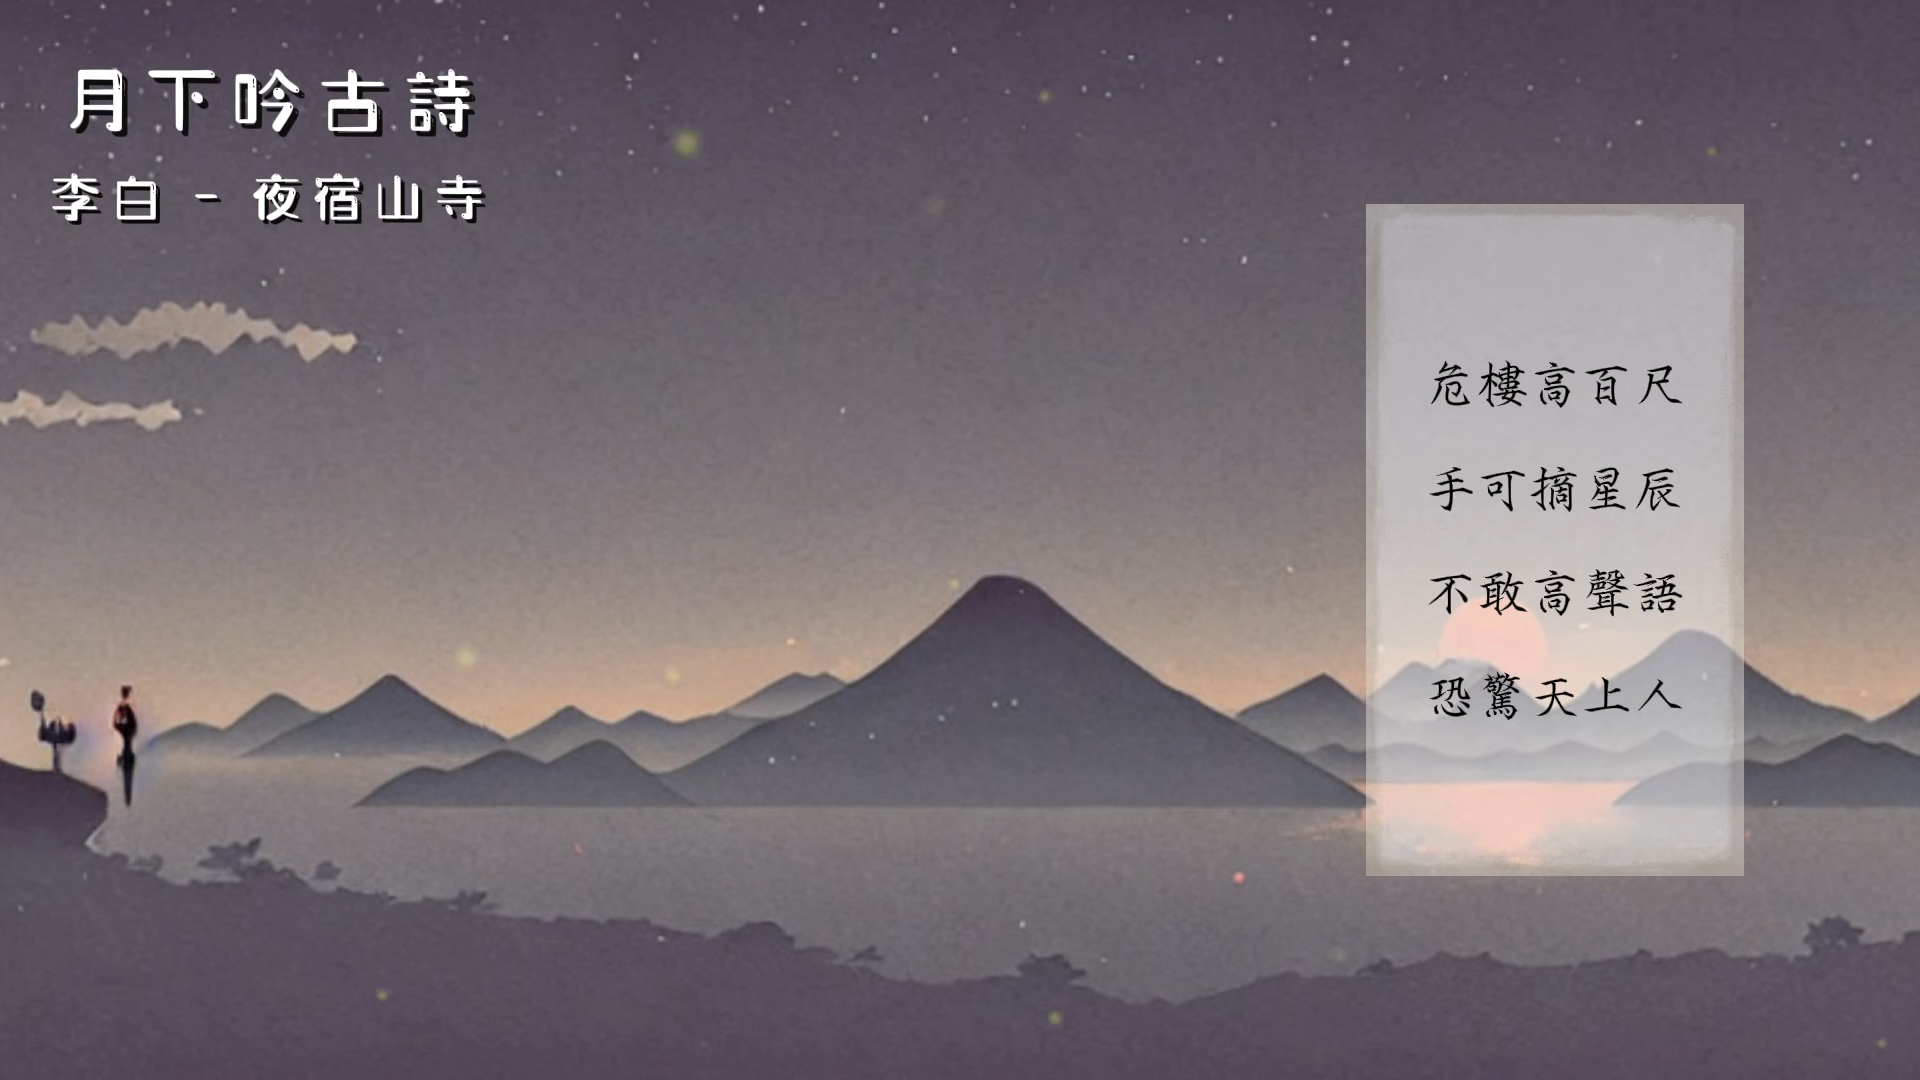 月下吟古詩
李白 - 夜宿山寺
危樓高百尺
手可摘星辰
不敢高聲語
恐驚天上人